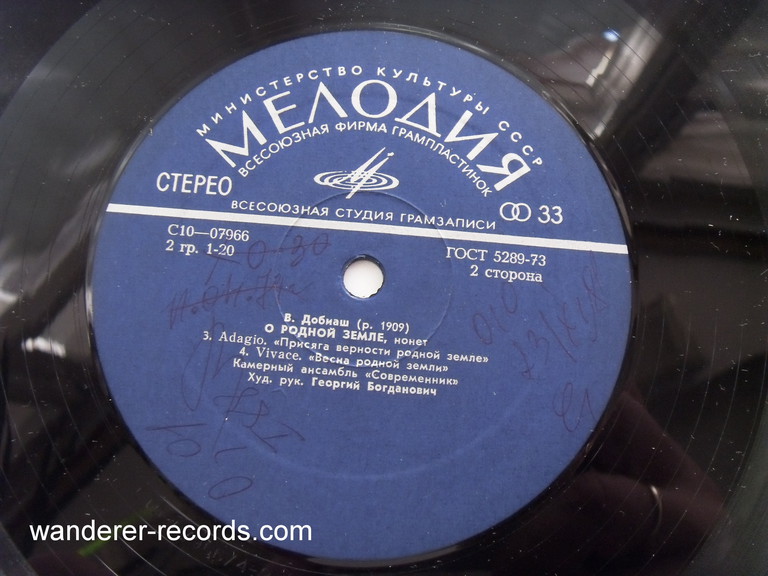 МИНИСТЕРСТВО КУЛЬТУРЫ СССР
МЕЛОДИЯ
ВСЕСОЮЗНАЯ ФИРМА ГРАМПЛАСТИНОК
СТЕРЕО
33
ВСЕСОЮЗНАЯ СТУДИЯ ГРАМЗАПИСИ
С10—07966
2 гр. 1-20
ГОСТ 5289-73
2 сторона
В. Добиаш (р. 1909)
О РОДНОЙ ЗЕМЛЕ, нонет
3. Adagio. «Присяга верности родной земле»
4. Vivace. «Весна родной земли»
Камерный ансамбль «Современник»
Худ. рук. Георгий Богданович
wanderer-records.com